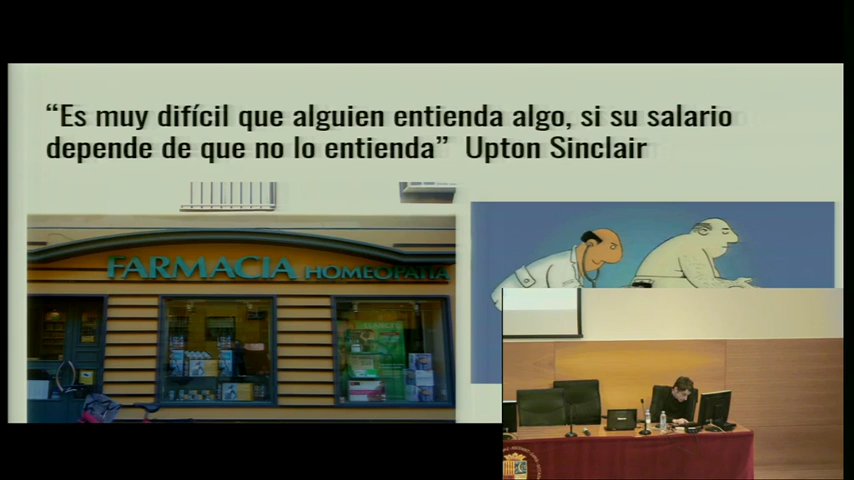 “Es muy difícil que alguien entienda algo, si su salario
depende de que no lo entienda” Upton Sinclair
FARMACIA HOMEOPATIA